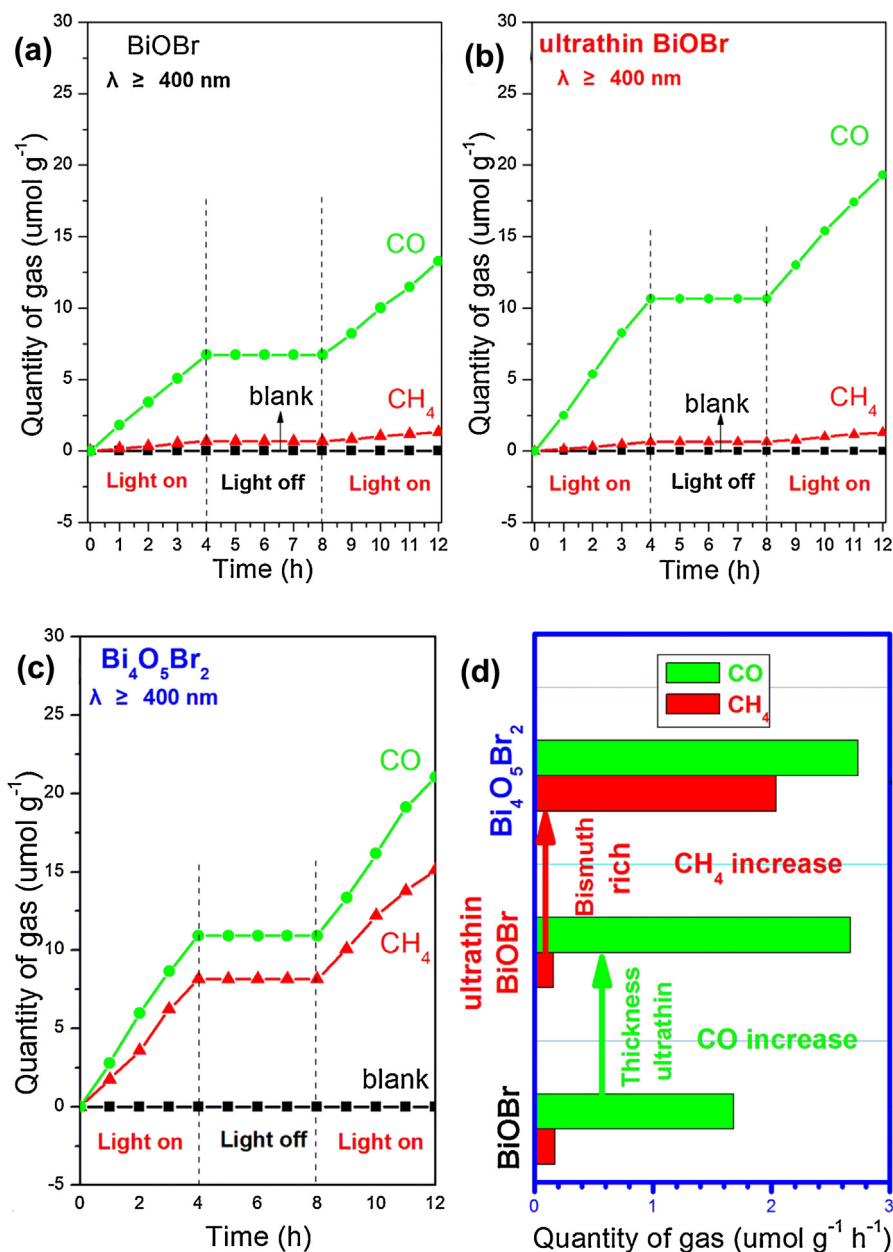 (a)
BiOBr
λ ≥ 400 nm
30
25
20
15
10
5
0
-5
Quantity of gas (umol g⁻¹)
CO
blank
CH₄
Light on
Light off
Light on
0 1 2 3 4 5 6 7 8 9 10 11 12
Time (h)
(b)
ultrathin BiOBr
λ ≥ 400 nm
30
25
20
15
10
5
0
-5
Quantity of gas (umol g⁻¹)
CO
blank
CH₄
Light on
Light off
Light on
0 1 2 3 4 5 6 7 8 9 10 11 12
Time (h)
(c)
Bi₄O₅Br₂
λ ≥ 400 nm
30
25
20
15
10
5
0
-5
Quantity of gas (umol g⁻¹)
CO
CH₄
blank
Light on
Light off
Light on
0 2 4 6 8 10 12
Time (h)
(d)
CO
CH₄
Bi₄O₅Br₂
ultrathin
BiOBr
BiOBr
Bismuth
rich
CH₄ increase
Thickness
ultrathin
CO increase
0 1 2 3
Quantity of gas (umol g⁻¹ h⁻¹)